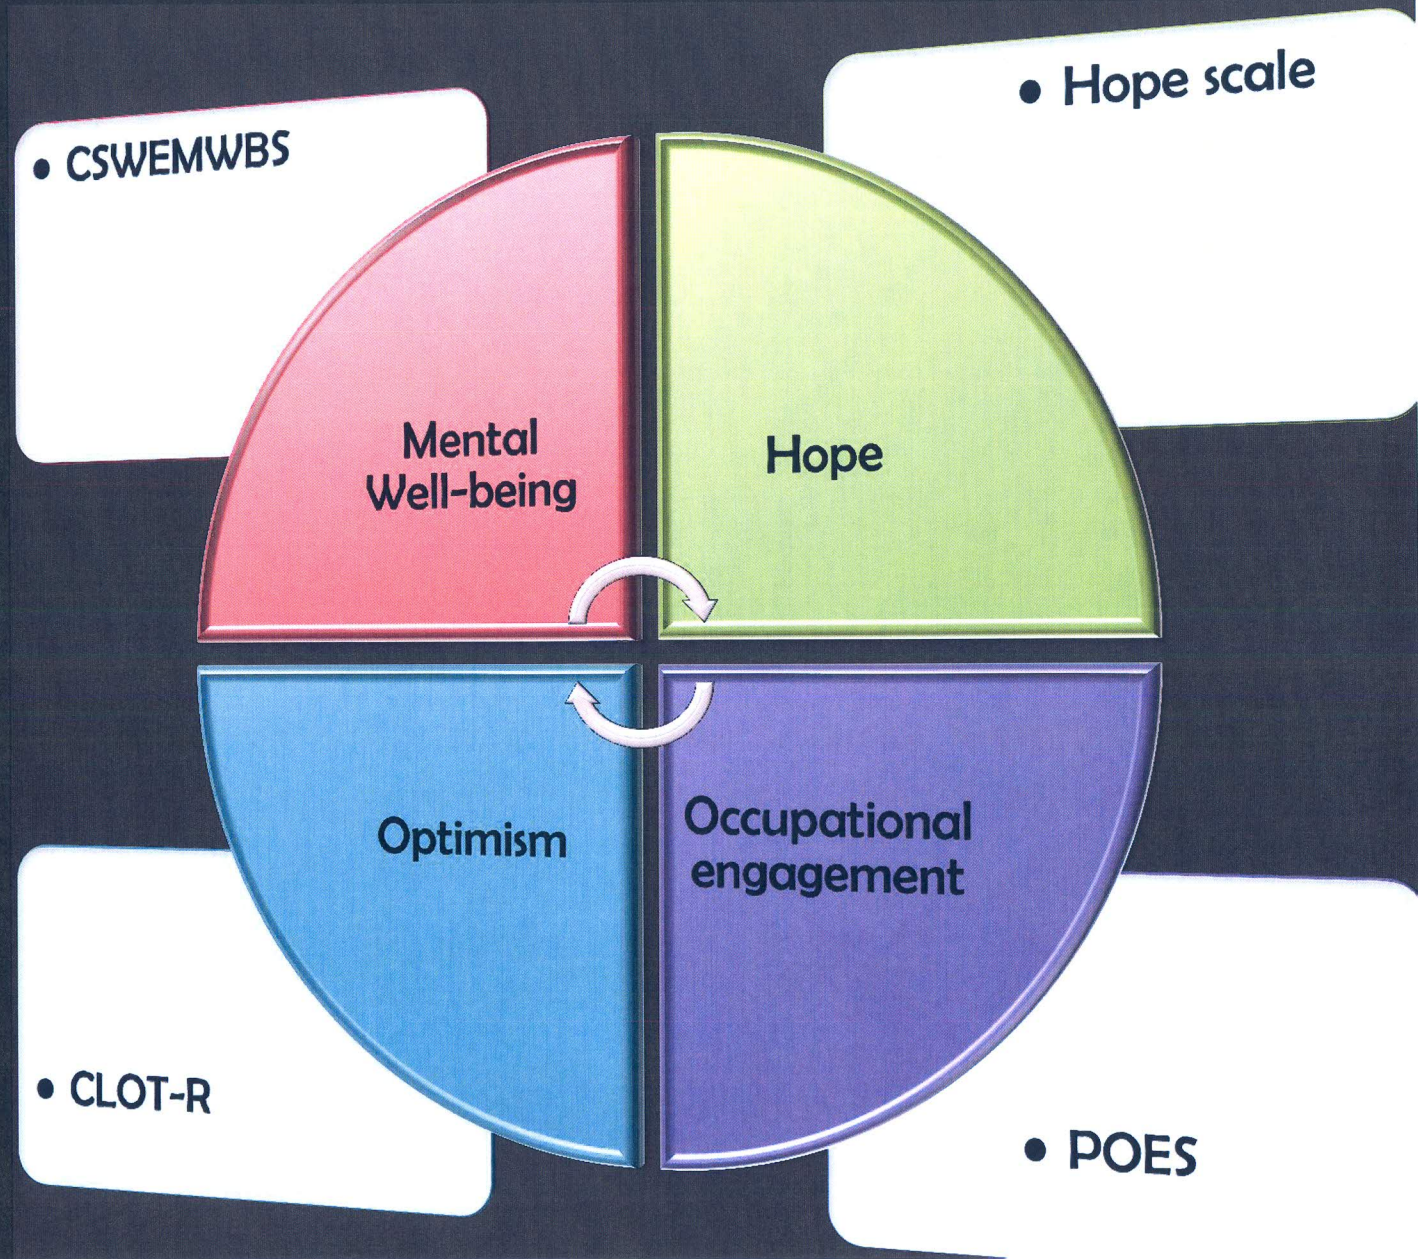 • CSWEMWBS
• Hope scale
Mental
Well-being
Hope
Optimism
Occupational
engagement
• CLOT-R
• POES